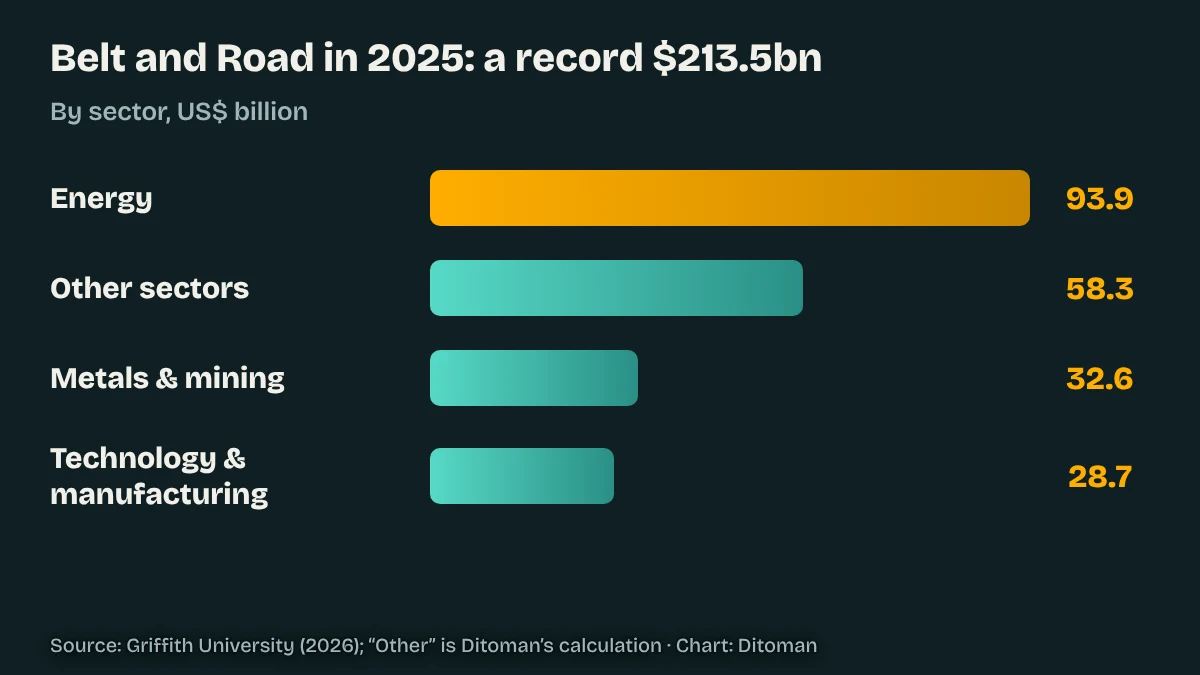 Belt and Road in 2025: a record $213.5bn
By sector, US$ billion
Energy 93.9
Other sectors 58.3
Metals & mining 32.6
Technology &
manufacturing 28.7
Source: Griffith University (2026); “Other” is Ditoman’s calculation · Chart: Ditoman